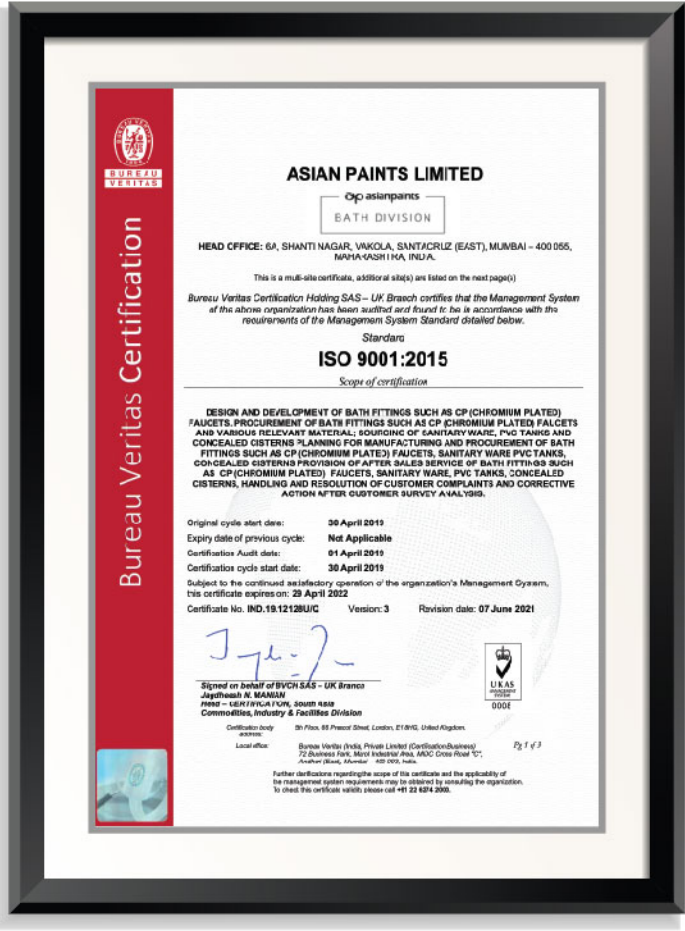 BUREAU
VERITAS
Bureau Veritas Certification
ASIAN PAINTS LIMITED
asianpaints
BATH DIVISION
HEAD OFFICE: 6A, SHANTI NAGAR, VAKOLA, SANTACRUZ (EAST), MUMBAI – 400 055,
MAHARASHTRA, INDIA.
This is a multi-site certificate, additional site(s) are listed on the next page(s)
Bureau Veritas Certification Holding SAS – UK Branch certifies that the Management System
of the above organization has been audited and found to be in accordance with the
requirements of the Management System Standard detailed below.
Standard
ISO 9001:2015
Scope of certification
DESIGN AND DEVELOPMENT OF BATH FITTINGS SUCH AS CP (CHROMIUM PLATED)
FAUCETS, PROCUREMENT OF BATH FITTINGS SUCH AS CP (CHROMIUM PLATED) FAUCETS
AND VARIOUS RELEVANT MATERIAL; SOURCING OF SANITARYWARE, PVC TANKS AND
CONCEALED CISTERNS PLANNING FOR MANUFACTURING AND PROCUREMENT OF BATH
FITTINGS SUCH AS CP (CHROMIUM PLATED) FAUCETS, SANITARY WARE PVC TANKS,
CONCEALED CISTERNS PROVISION OF AFTER SALES SERVICE OF BATH FITTINGS SUCH
AS CP (CHROMIUM PLATED) FAUCETS, SANITARY WARE, PVC TANKS, CONCEALED
CISTERNS, HANDLING AND RESOLUTION OF CUSTOMER COMPLAINTS AND CORRECTIVE
ACTION AFTER CUSTOMER SURVEY ANALYSIS.
Original cycle start date: 30 April 2019
Expiry date of previous cycle: Not Applicable
Certification Audit date: 01 April 2019
Certification cycle start date: 30 April 2019
Subject to the continued satisfactory operation of the organization's Management System,
this certificate expires on: 29 April 2022
Certificate No. IND.19.12128U/C Version: 3 Revision date: 07 June 2021
Signed on behalf of BVCH SAS – UK Branch
Jagdheesh N. MANIAN
Head – CERTIFICATION, South Asia
Commodities, Industry & Facilities Division
UKAS
MANAGEMENT
SYSTEMS
0008
Certification body
address: 5th Floor, 66 Prescot Street, London, E1 8HG, United Kingdom.
Local office: Bureau Veritas (India) Private Limited (Certification Business)
72 Business Park, Marol Industrial Area, MIDC Cross Road "C",
Andheri (East), Mumbai – 400 093, India.
Pg 1 of 3
Further clarifications regarding the scope of this certificate and the applicability of
the management system requirements may be obtained by consulting the organization.
To check this certificate validity please call +91 22 6274 2000.